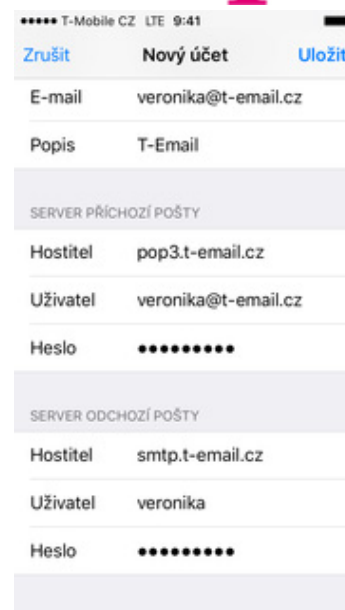 ••••• T-Mobile CZ LTE 9:41
Zrušit Nový účet Uložit
E-mail veronika@t-email.cz
Popis T-Email
SERVER PŘÍCHOZÍ POŠTY
Hostitel pop3.t-email.cz
Uživatel veronika@t-email.cz
Heslo •••••••••
SERVER ODCHOZÍ POŠTY
Hostitel smtp.t-email.cz
Uživatel veronika
Heslo •••••••••